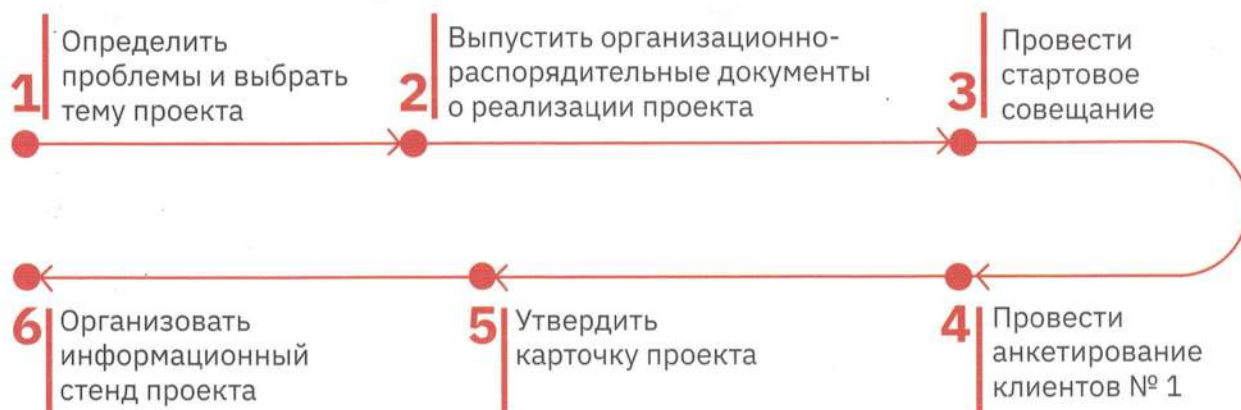 1
Определить
проблемы и выбрать
тему проекта
2
Выпустить организационно-
распорядительные документы
о реализации проекта
3
Провести
стартовое
совещание
4
Провести
анкетирование
клиентов № 1
5
Утвердить
карточку проекта
6
Организовать
информационный
стенд проекта